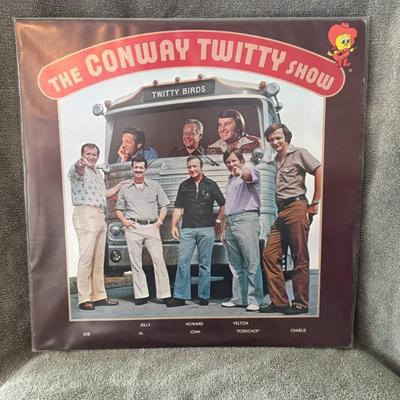 THE CONWAY TWITTY SHOW
TWITTY BIRDS
BILLY HOWARD VELTON
JOE AL JOHN "PORKCHOP" CHARLIE